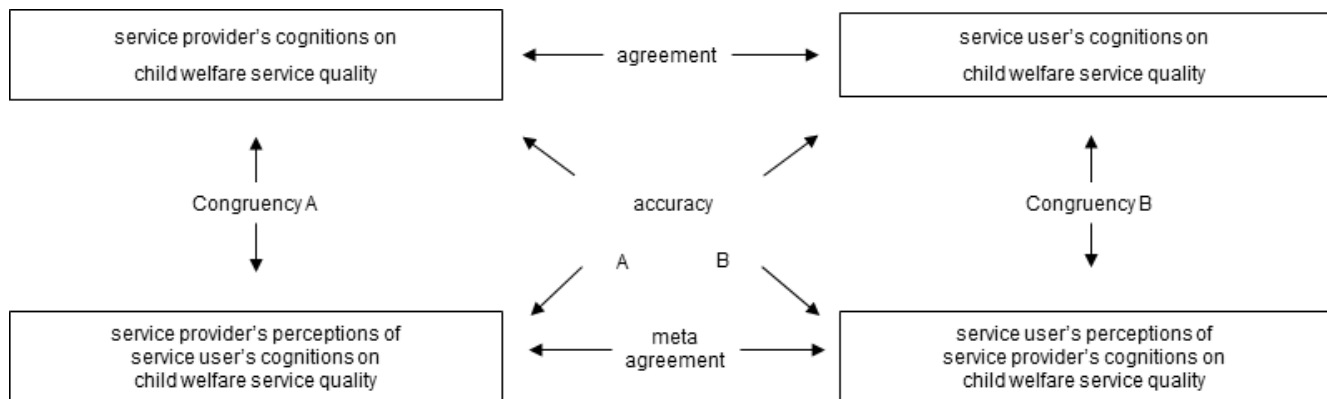 service provider's cognitions on
child welfare service quality
agreement
service user's cognitions on
child welfare service quality
Congruency A
accuracy
Congruency B
A
B
service provider's perceptions of
service user's cognitions on
child welfare service quality
meta
agreement
service user's perceptions of
service provider's cognitions on
child welfare service quality